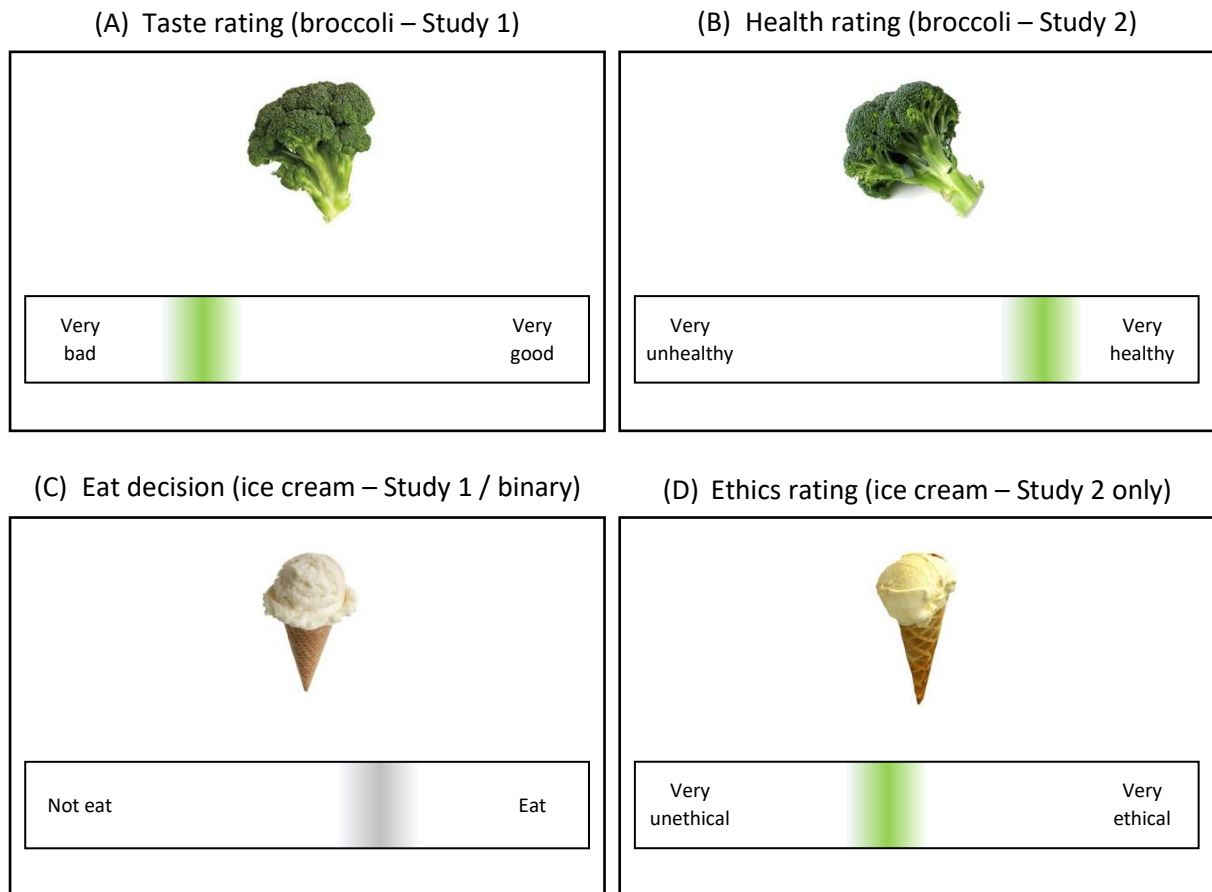 (A) Taste rating (broccoli – Study 1)
Very
bad
Very
good
(B) Health rating (broccoli – Study 2)
Very
unhealthy
Very
healthy
(C) Eat decision (ice cream – Study 1 / binary)
Not eat
Eat
(D) Ethics rating (ice cream – Study 2 only)
Very
unethical
Very
ethical